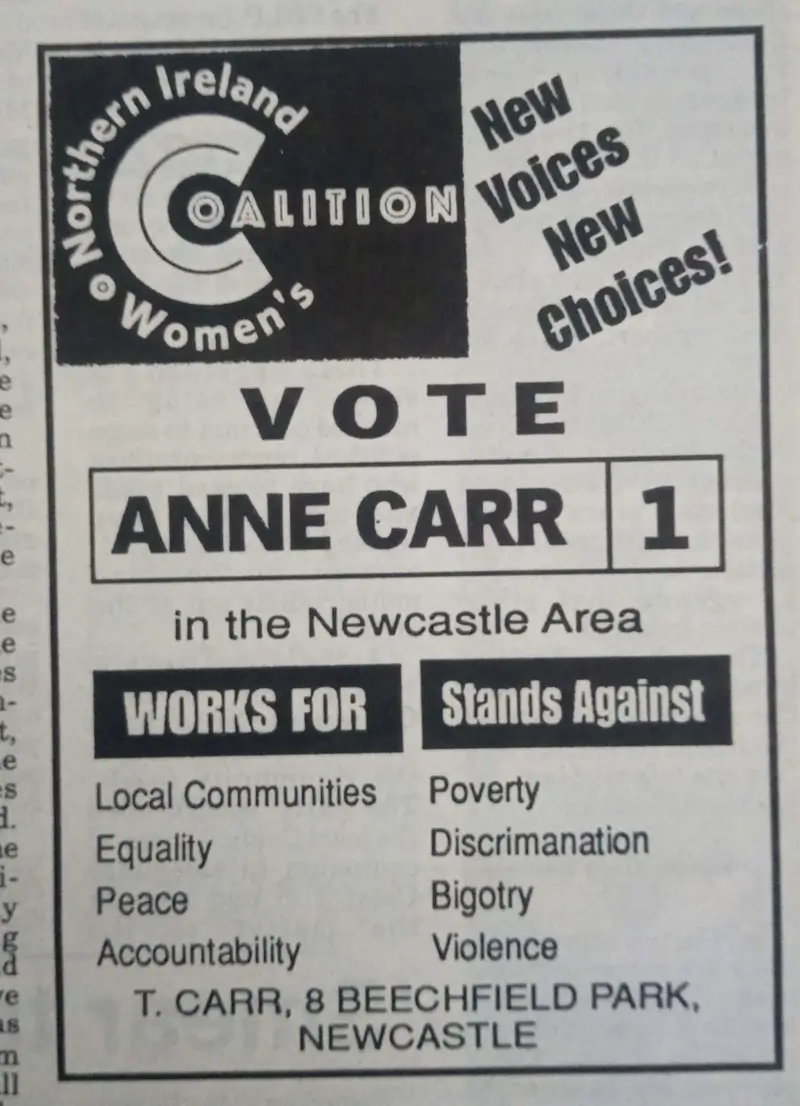 Northern Ireland
COALITION
Women's
New
Voices
New
Choices!
VOTE
ANNE CARR 1
in the Newcastle Area
WORKS FOR
Local Communities
Equality
Peace
Accountability
Stands Against
Poverty
Discrimanation
Bigotry
Violence
T. CARR, 8 BEECHFIELD PARK,
NEWCASTLE